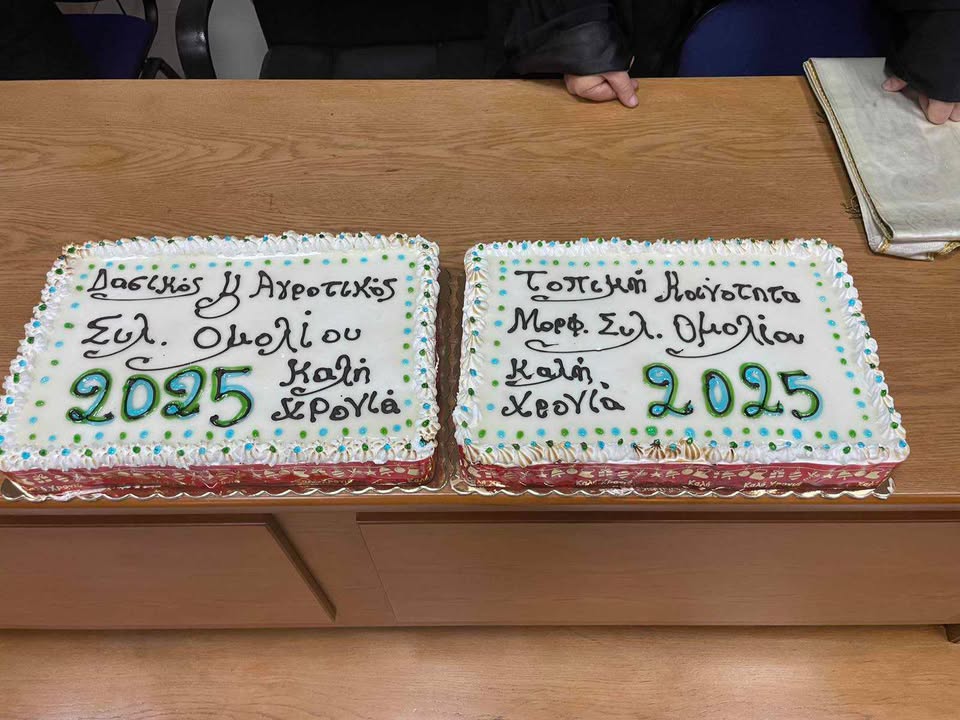 Δασικός & Αγροτικός
Συλ. Ομολίου
2025 Καλή
Χρονιά
Τοπική Κοινότητα
Μορφ. Συλ. Ομολίου
Καλή
Χρονιά 2025